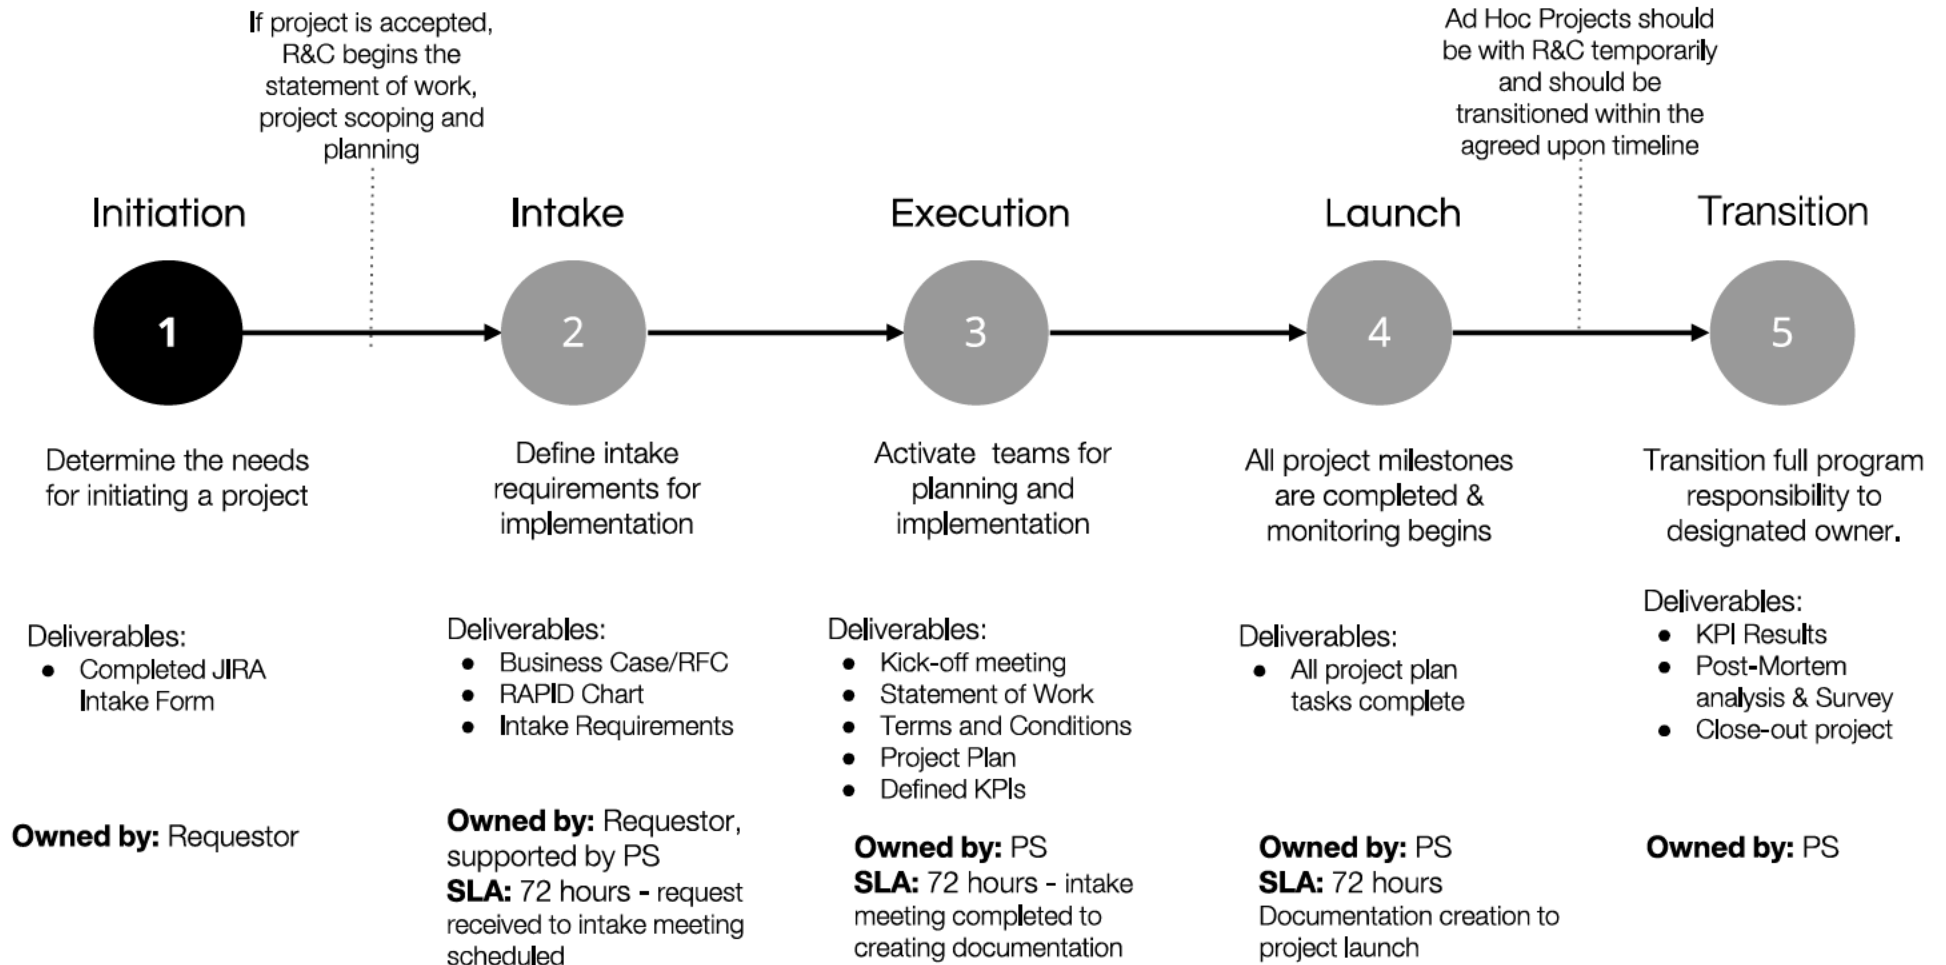 If project is accepted,
R&C begins the
statement of work,
project scoping and
planning
Ad Hoc Projects should
be with R&C temporarily
and should be
transitioned within the
agreed upon timeline
Initiation
Intake
Execution
Launch
Transition
1
2
3
4
5
Determine the needs
for initiating a project
Define intake
requirements for
implementation
Activate teams for
planning and
implementation
All project milestones
are completed &
monitoring begins
Transition full program
responsibility to
designated owner.
Deliverables:
● Completed JIRA
Intake Form
Deliverables:
● Business Case/RFC
● RAPID Chart
● Intake Requirements
Deliverables:
● Kick-off meeting
● Statement of Work
● Terms and Conditions
● Project Plan
● Defined KPIs
Deliverables:
● All project plan
tasks complete
Deliverables:
● KPI Results
● Post-Mortem
analysis & Survey
● Close-out project
Owned by: Requestor
Owned by: Requestor,
supported by PS
SLA: 72 hours - request
received to intake meeting
scheduled
Owned by: PS
SLA: 72 hours - intake
meeting completed to
creating documentation
Owned by: PS
SLA: 72 hours
Documentation creation to
project launch
Owned by: PS